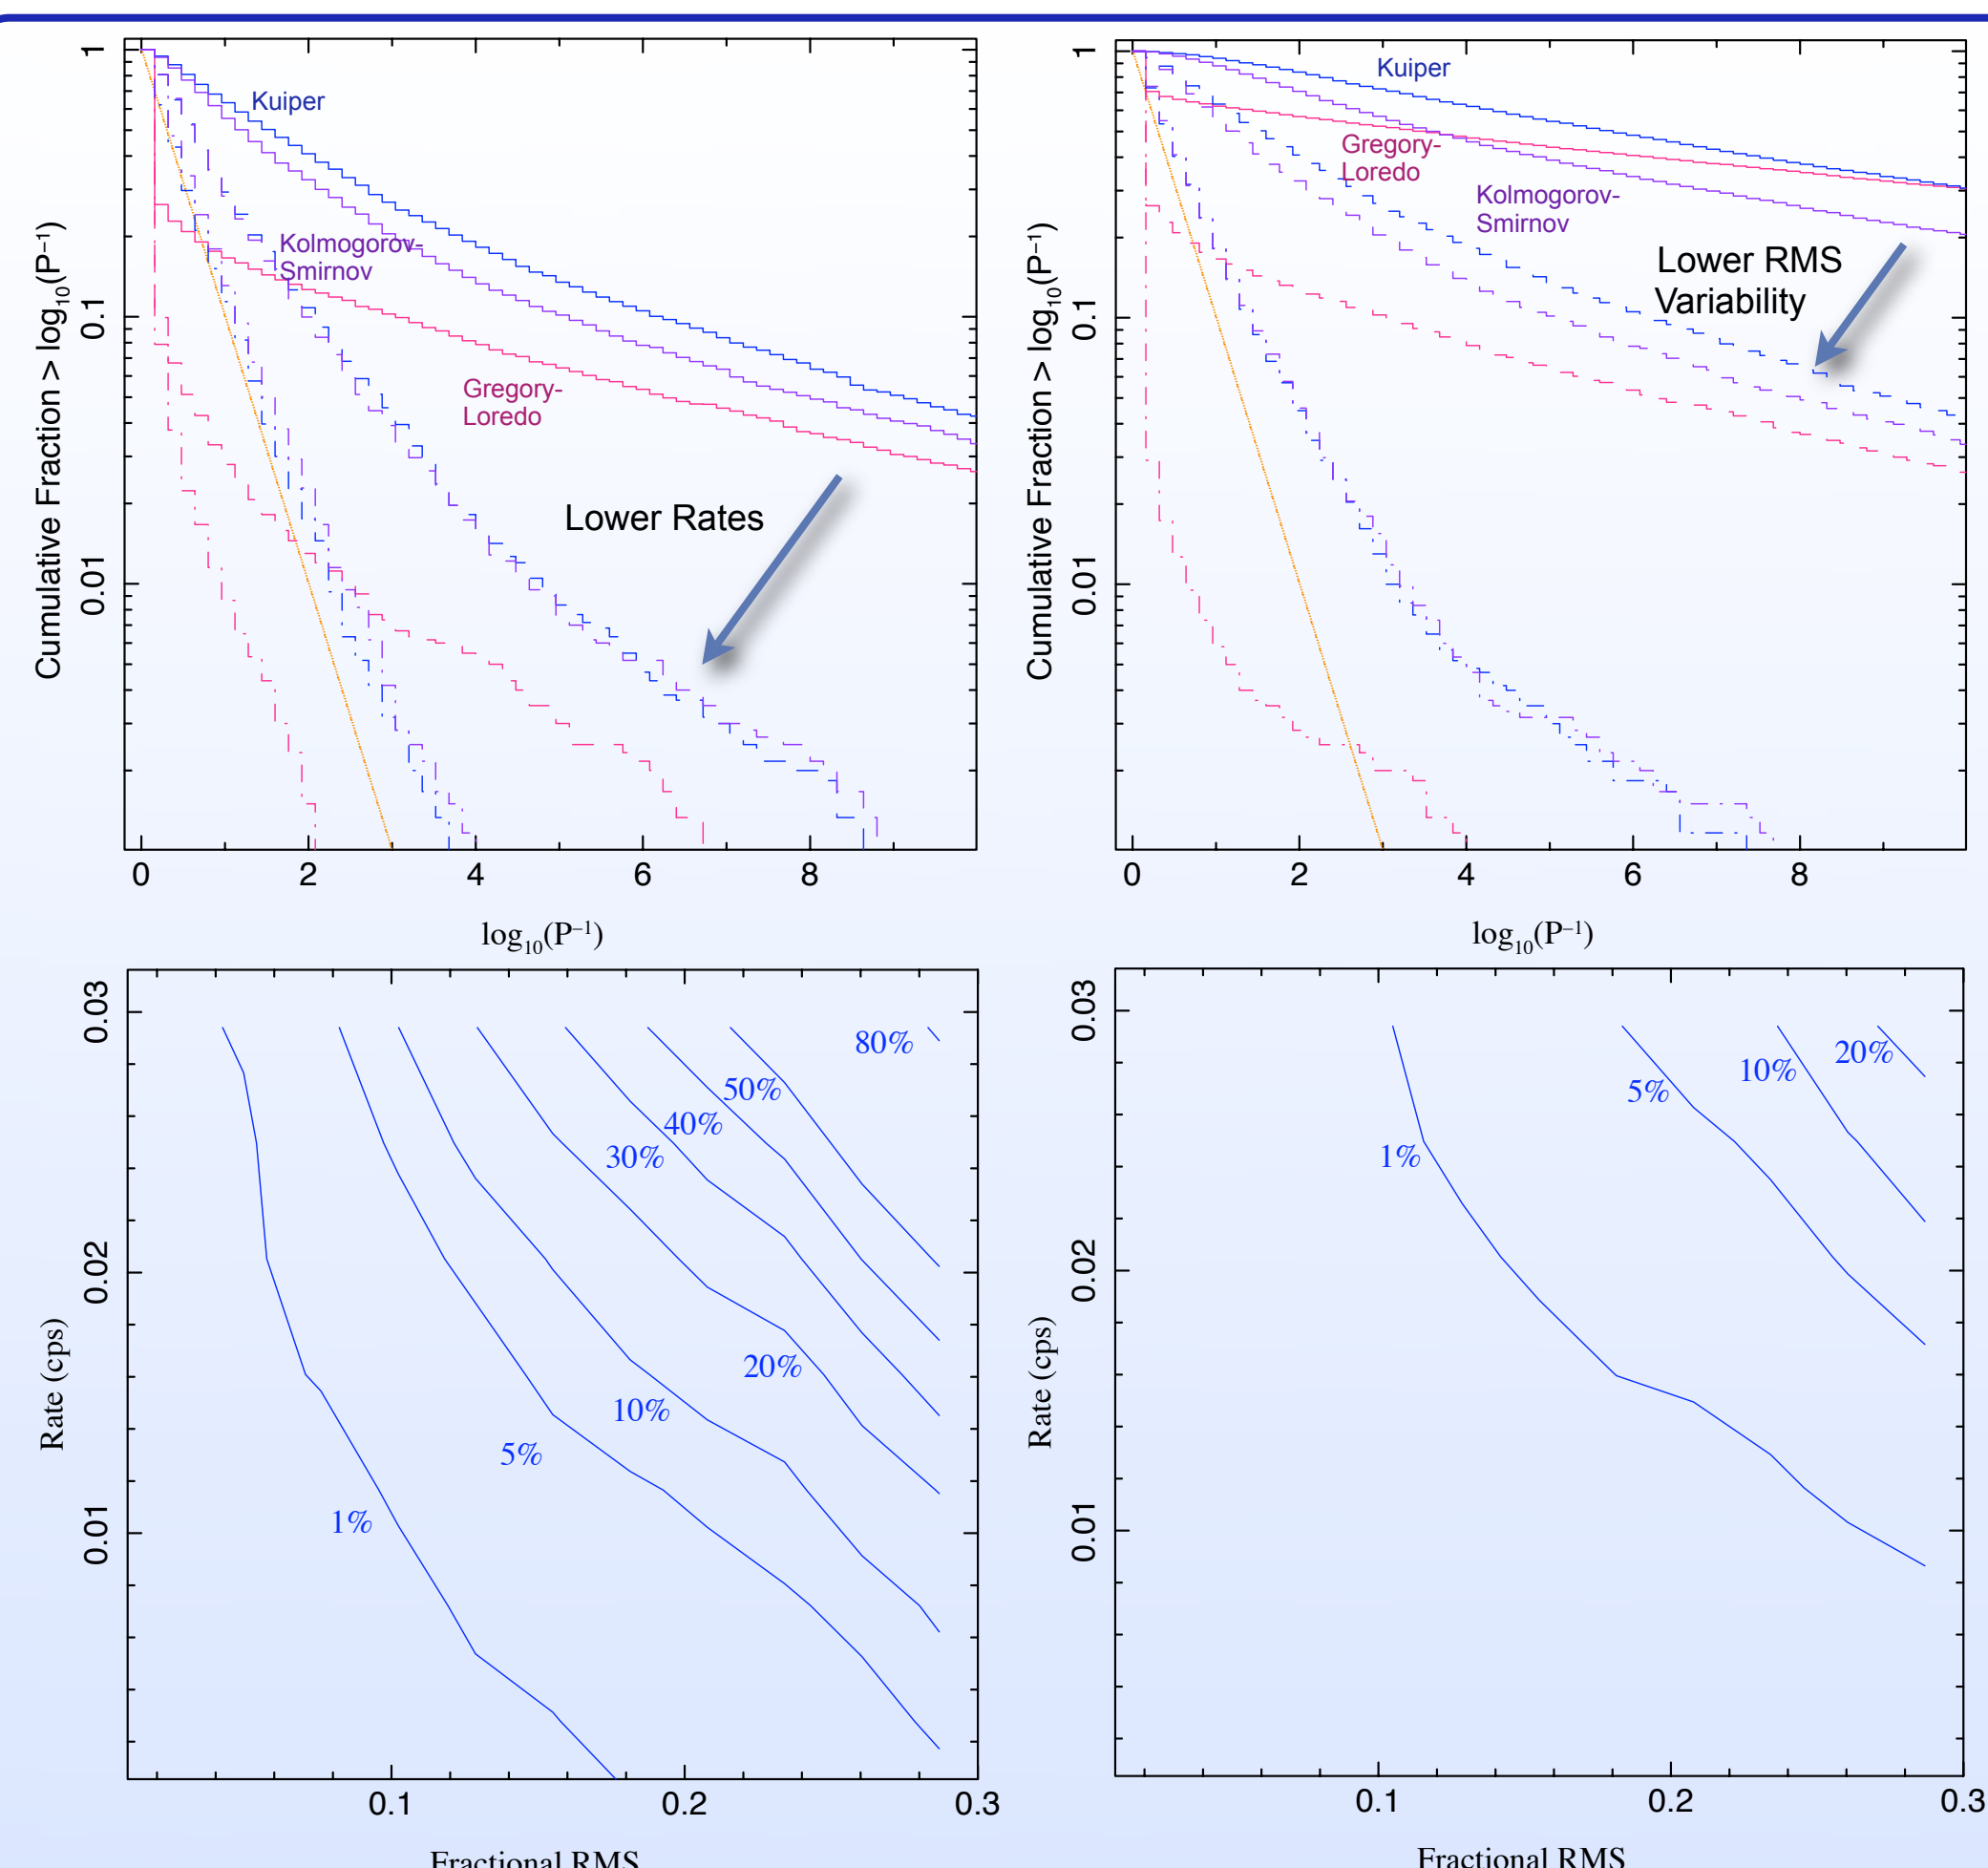 Cumulative Fraction > log₁₀(P⁻¹)
1
0.1
0.01
Kuiper
Kolmogorov-
Smirnov
Gregory-
Loredo
Lower Rates
0 2 4 6 8
log₁₀(P⁻¹)
Cumulative Fraction > log₁₀(P⁻¹)
1
0.1
0.01
Kuiper
Gregory-
Loredo
Kolmogorov-
Smirnov
Lower RMS
Variability
0 2 4 6 8
log₁₀(P⁻¹)
Rate (cps)
0.03
0.02
0.01
80%
50%
40%
30%
20%
10%
5%
1%
0.1 0.2 0.3
Fractional RMS
Rate (cps)
0.03
0.02
0.01
20%
10%
5%
1%
0.1 0.2 0.3
Fractional RMS